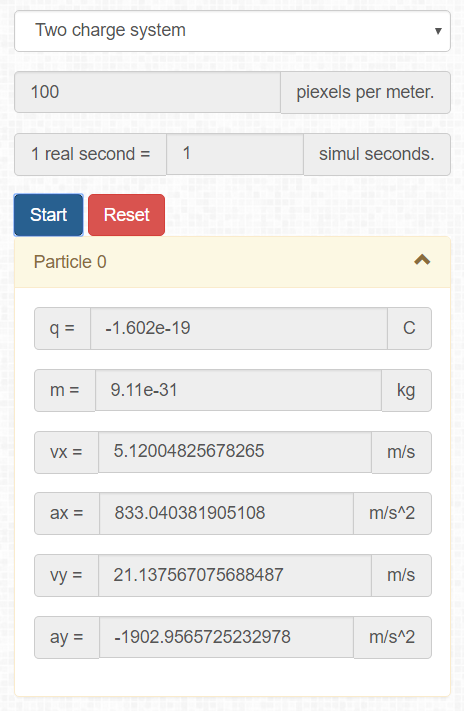 Two charge system
100 piexels per meter.
1 real second = 1 simul seconds.
Start Reset
Particle 0
q = -1.602e-19 C
m = 9.11e-31 kg
vx = 5.12004825678265 m/s
ax = 833.040381905108 m/s^2
vy = 21.137567075688487 m/s
ay = -1902.9565725232978 m/s^2